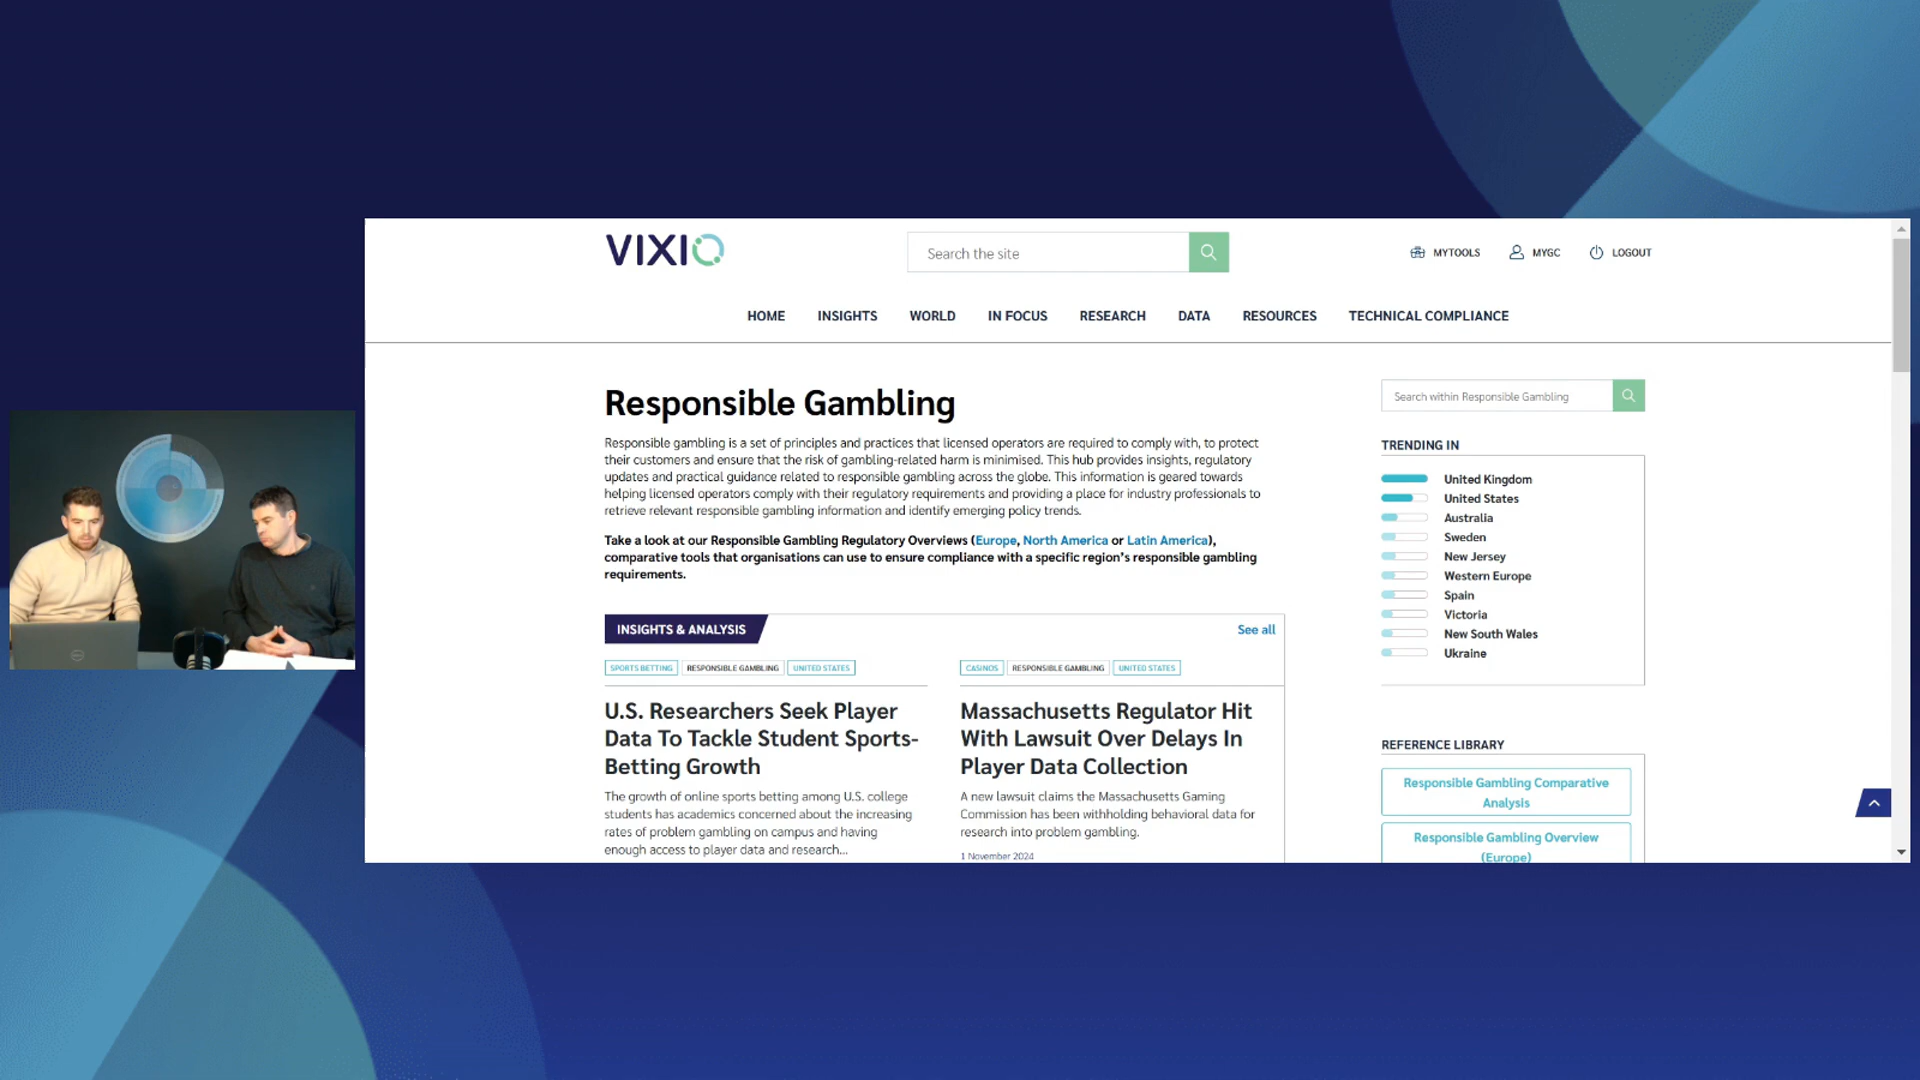 VIXIO
Search the site
MYTOOLS
MYGC
LOGOUT
HOME
INSIGHTS
WORLD
IN FOCUS
RESEARCH
DATA
RESOURCES
TECHNICAL COMPLIANCE
Responsible Gambling
Responsible gambling is a set of principles and practices that licensed operators are required to comply with, to protect
their customers and ensure that the risk of gambling-related harm is minimised. This hub provides insights, regulatory
updates and practical guidance related to responsible gambling across the globe. This information is geared towards
helping licensed operators comply with their regulatory requirements and providing a place for industry professionals to
retrieve relevant responsible gambling information and identify emerging policy trends.
Take a look at our Responsible Gambling Regulatory Overviews (Europe, North America or Latin America),
comparative tools that organisations can use to ensure compliance with a specific region's responsible gambling
requirements.
INSIGHTS & ANALYSIS
See all
SPORTS BETTING
RESPONSIBLE GAMBLING
UNITED STATES
U.S. Researchers Seek Player
Data To Tackle Student Sports-
Betting Growth
The growth of online sports betting among U.S. college
students has academics concerned about the increasing
rates of problem gambling on campus and having
enough access to player data and research...
CASINOS
RESPONSIBLE GAMBLING
UNITED STATES
Massachusetts Regulator Hit
With Lawsuit Over Delays In
Player Data Collection
A new lawsuit claims the Massachusetts Gaming
Commission has been withholding behavioral data for
research into problem gambling.
1 November 2024
Search within Responsible Gambling
TRENDING IN
United Kingdom
United States
Australia
Sweden
New Jersey
Western Europe
Spain
Victoria
New South Wales
Ukraine
REFERENCE LIBRARY
Responsible Gambling Comparative
Analysis
Responsible Gambling Overview
(Europe)